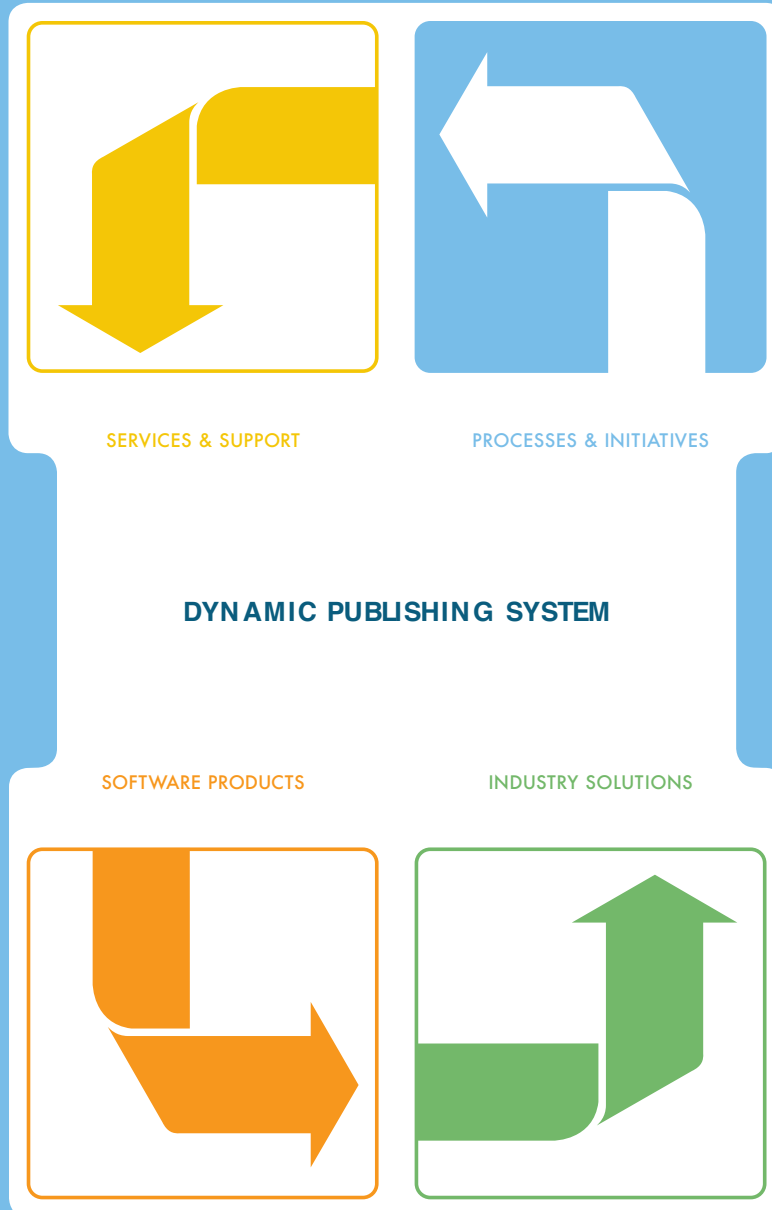 SERVICES & SUPPORT
PROCESSES & INITIATIVES
DYNAMIC PUBLISHING SYSTEM
SOFTWARE PRODUCTS
INDUSTRY SOLUTIONS